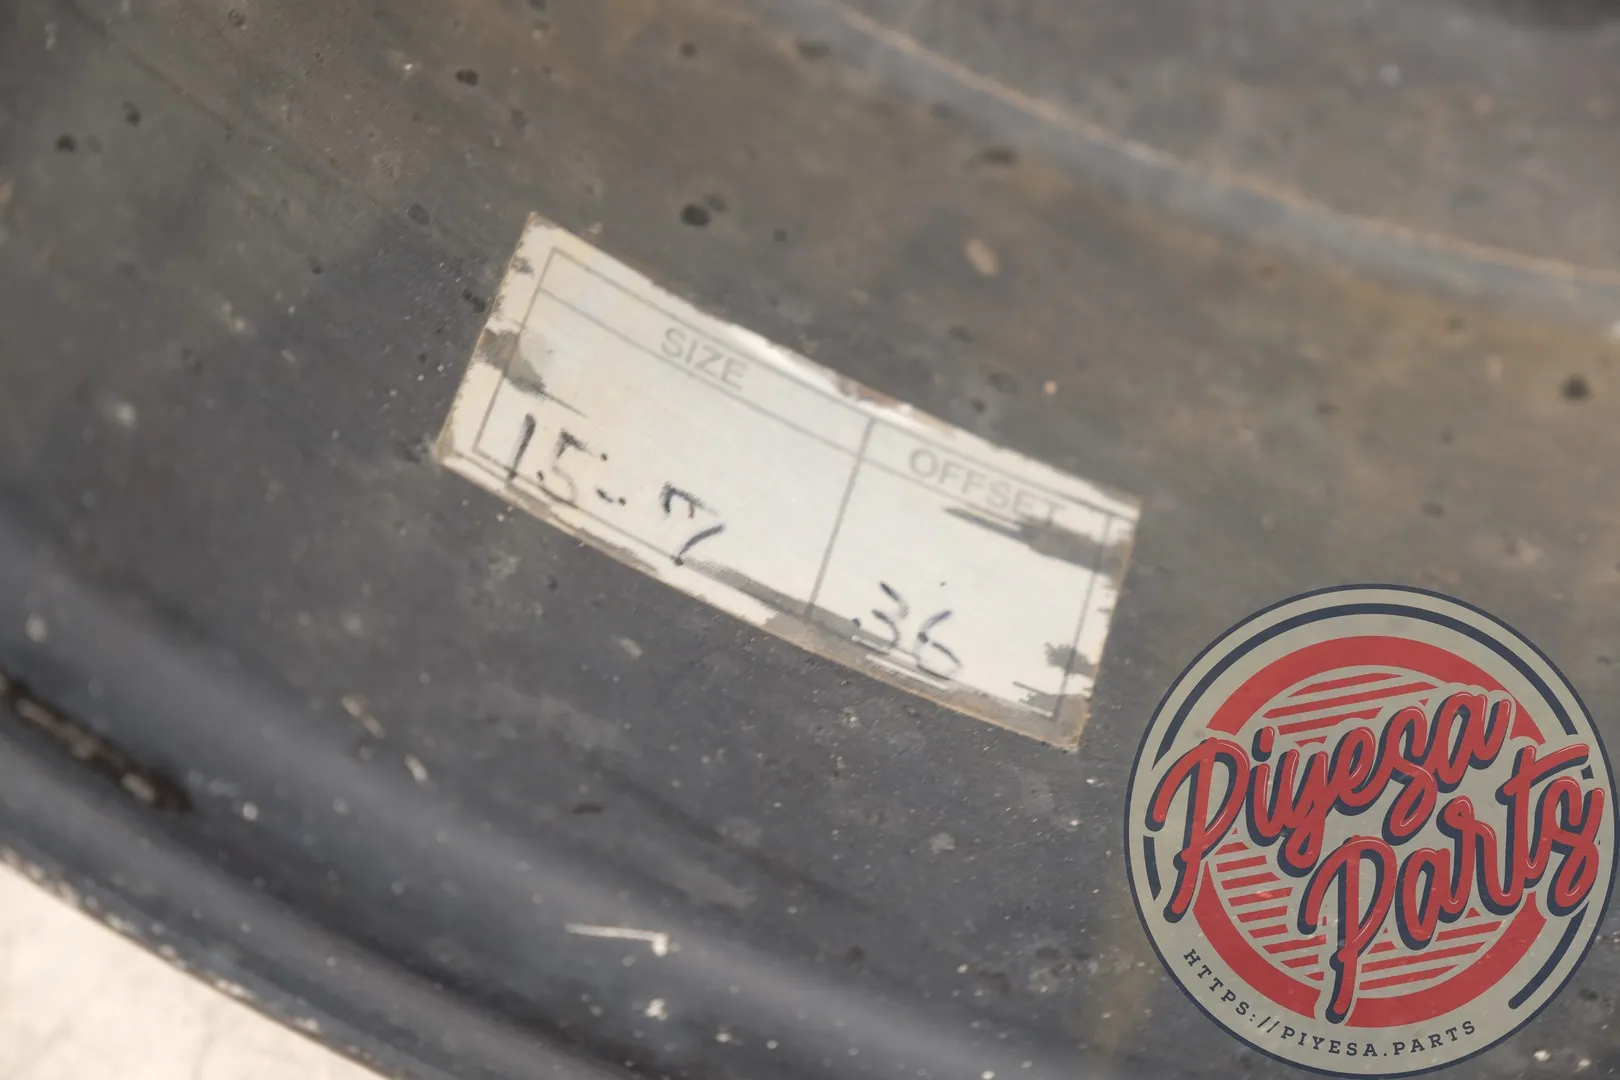 SIZE
OFFSET
15-7
36
Piyesa
Parts
HTTPS://PIYESA.PARTS